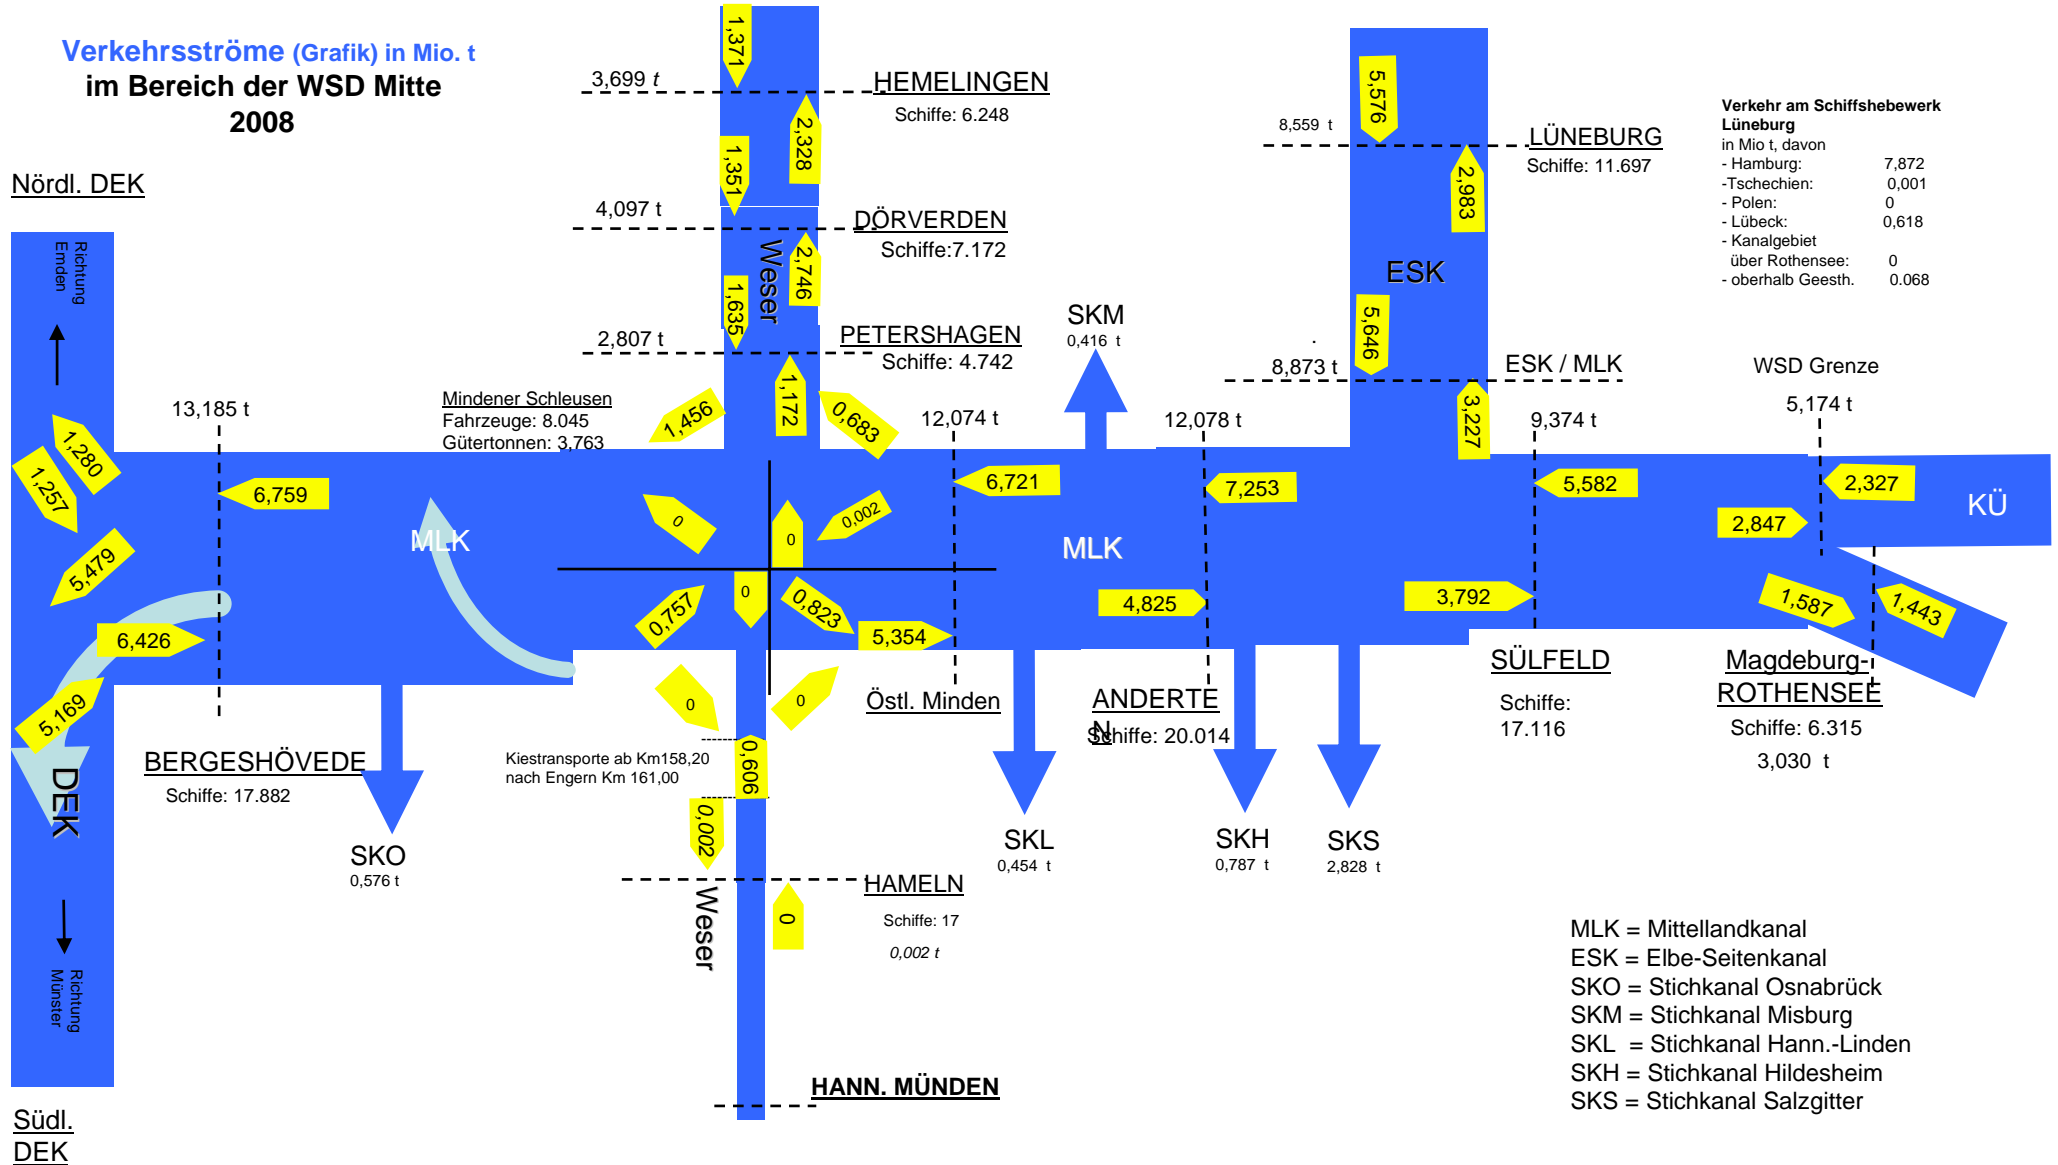 Verkehrsströme (Grafik) in Mio. t
im Bereich der WSD Mitte
2008
Nördl. DEK
Richtung
Emden
1,371
3,699 t
HEMELINGEN
Schiffe: 6.248
2,328
1,351
4,097 t
DÖRVERDEN
Schiffe:7.172
Weser
2,746
1,635
2,807 t
PETERSHAGEN
Schiffe: 4.742
1,172
1,456
0,683
Mindener Schleusen
Fahrzeuge: 8.045
Gütertonnen: 3,763
SKM
0,416 t
5,576
8,559 t
LÜNEBURG
Schiffe: 11.697
2,983
ESK
5,646
.
8,873 t
ESK / MLK
3,227
Verkehr am Schiffshebewerk
Lüneburg
in Mio t, davon
- Hamburg: 7,872
-Tschechien: 0,001
- Polen: 0
- Lübeck: 0,618
- Kanalgebiet
über Rothensee: 0
- oberhalb Geesth. 0.068
WSD Grenze
5,174 t
13,185 t
12,074 t
12,078 t
9,374 t
1,280
1,257
5,479
6,759
6,426
5,169
MLK
0
0
0,002
0,757
0
0,823
0
0
6,721
5,354
MLK
7,253
4,825
5,582
3,792
2,327
2,847
KÜ
1,587
1,443
BERGESHÖVEDE
Schiffe: 17.882
DEK
Richtung
Münster
SKO
0,576 t
Kiestransporte ab Km158,20
nach Engern Km 161,00
0,606
0,002
Weser
HAMELN
Schiffe: 17
0,002 t
0
Östl. Minden
SKL
0,454 t
ANDERTE
N
Schiffe: 20.014
SKH
0,787 t
SKS
2,828 t
SÜLFELD
Schiffe:
17.116
Magdeburg-
ROTHENSEE
Schiffe: 6.315
3,030 t
HANN. MÜNDEN
Südl.
DEK
MLK = Mittellandkanal
ESK = Elbe-Seitenkanal
SKO = Stichkanal Osnabrück
SKM = Stichkanal Misburg
SKL = Stichkanal Hann.-Linden
SKH = Stichkanal Hildesheim
SKS = Stichkanal Salzgitter